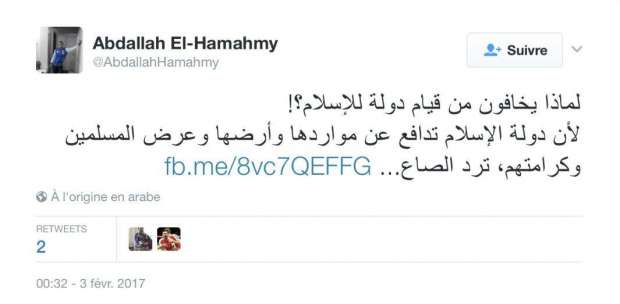 Abdallah El-Hamahmy
@AbdallahHamahmy
Suivre
لماذا يخافون من قيام دولة للإسلام؟!
لأن دولة الإسلام تدافع عن مواردها وأرضها وعرض المسلمين
وكرامتهم، ترد الصاع... fb.me/8vc7QEFFG
À l'origine en arabe
RETWEETS
2
00:32 - 3 févr. 2017